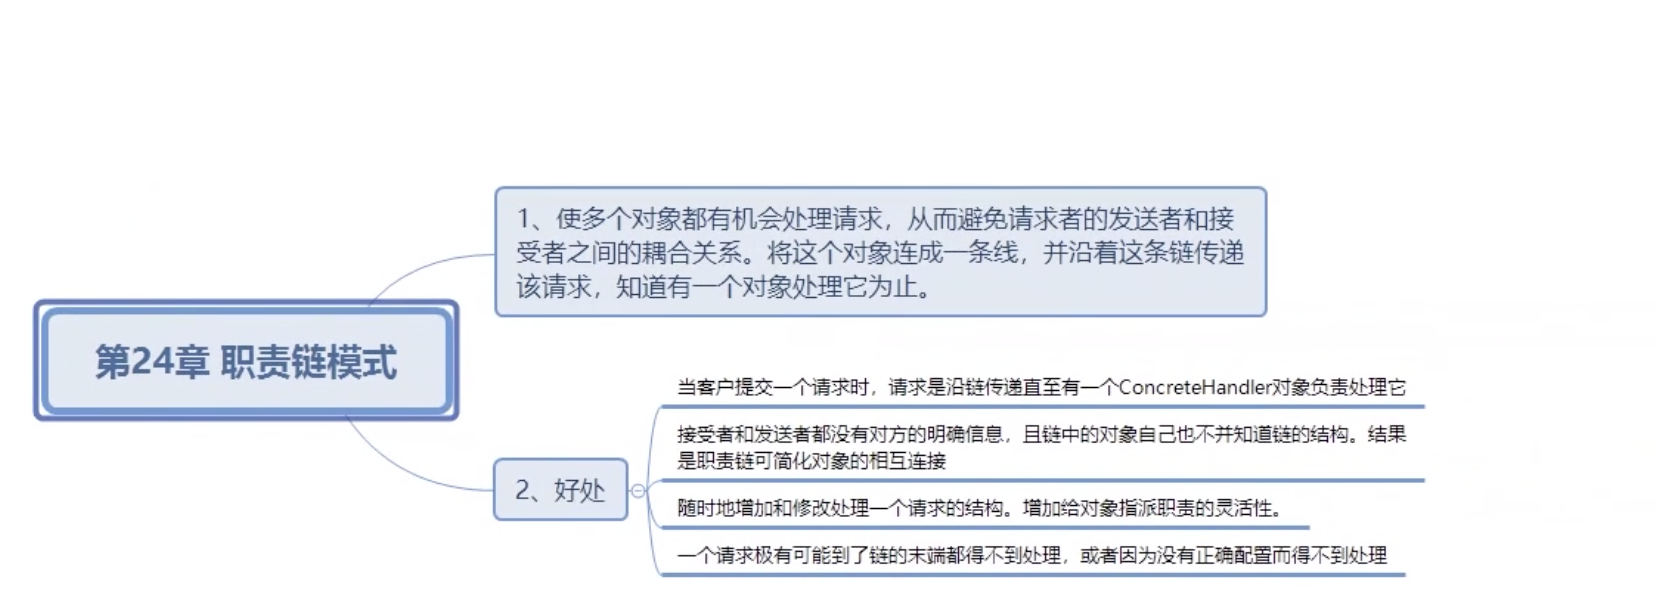 第24章 职责链模式
1、使多个对象都有机会处理请求，从而避免请求者的发送者和接
受者之间的耦合关系。将这个对象连成一条线，并沿着这条链传递
该请求，知道有一个对象处理它为止。
2、好处
当客户提交一个请求时，请求是沿链传递直至有一个ConcreteHandler对象负责处理它
接受者和发送者都没有对方的明确信息，且链中的对象自己也不并知道链的结构。结果
是职责链可简化对象的相互连接
随时地增加和修改处理一个请求的结构。增加给对象指派职责的灵活性。
一个请求极有可能到了链的末端都得不到处理，或者因为没有正确配置而得不到处理